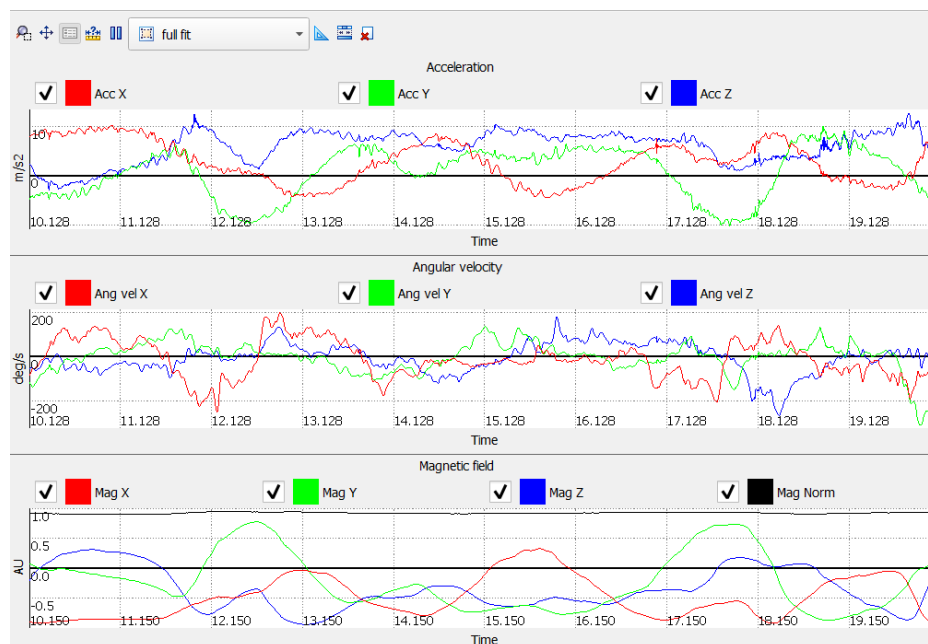 full fit
Acceleration
Acc X Acc Y Acc Z
m/s2
10
0
10.128 11.128 12.128 13.128 14.128 15.128 16.128 17.128 18.128 19.128
Time
Angular velocity
Ang vel X Ang vel Y Ang vel Z
deg/s
200
0
-200
10.128 11.128 12.128 13.128 14.128 15.128 16.128 17.128 18.128 19.128
Time
Magnetic field
Mag X Mag Y Mag Z Mag Norm
AU
1.0
0.5
0.0
-0.5
10.150 11.150 12.150 13.150 14.150 15.150 16.150 17.150 18.150 19.150
Time